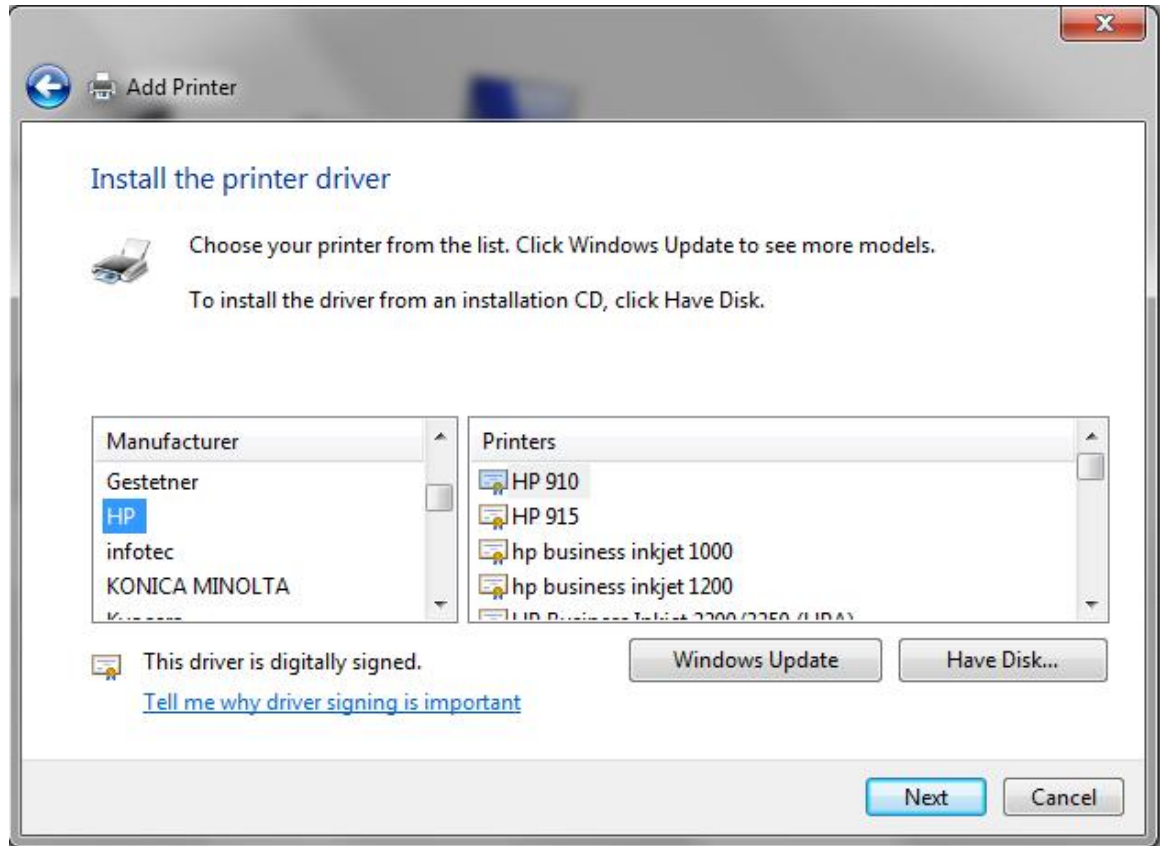 Add Printer
Install the printer driver
Choose your printer from the list. Click Windows Update to see more models.
To install the driver from an installation CD, click Have Disk.
Manufacturer
Gestetner
HP
infotec
KONICA MINOLTA
Printers
HP 910
HP 915
hp business inkjet 1000
hp business inkjet 1200
HP Business Inkjet
This driver is digitally signed.
Tell me why driver signing is important
Windows Update
Have Disk...
Next
Cancel